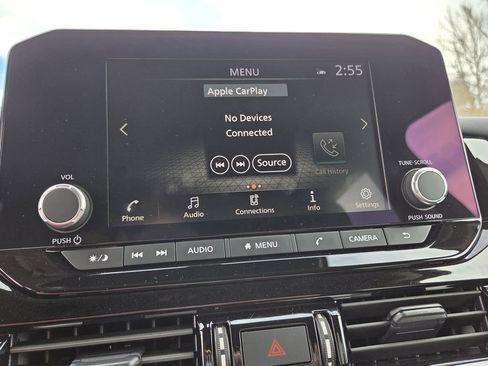 MENU
2:55
Apple CarPlay
No Devices
Connected
Source
Call History
VOL
TUNE·SCROLL
Phone
Audio
Connections
Info
Settings
PUSH
PUSH SOUND
AUDIO
MENU
CAMERA